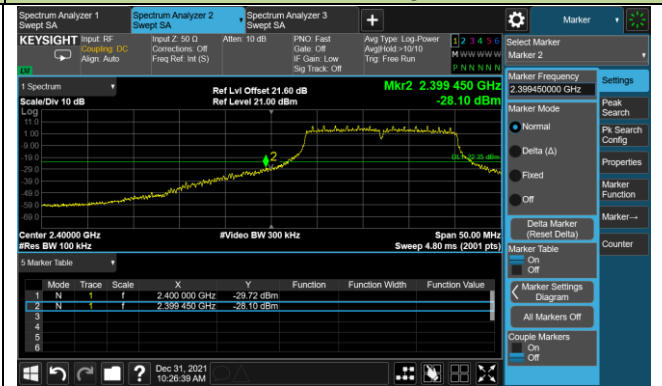 Spectrum Analyzer 1
Swept SA
Spectrum Analyzer 2
Swept SA
Spectrum Analyzer 3
Swept SA
+
Marker
KEYSIGHT
Input: RF
Coupling: DC
Align: Auto
Input Z: 50 Ω
Corrections: Off
Freq Ref: Int (S)
Atten: 10 dB
PNO: Fast
Gate: Off
IF Gain: Low
Sig Track: Off
Avg Type: Log-Power
Avg|Hold:>10/10
Trig: Free Run
1 2 3 4 5 6
M W W W W W
P N N N N N
Select Marker
Marker 2
1 Spectrum
Scale/Div 10 dB
Log
Ref Lvl Offset 21.60 dB
Ref Level 21.00 dBm
Mkr2 2.399 450 GHz
-28.10 dBm
11.0
1.00
-9.00
-19.0
-29.0
-39.0
-49.0
-59.0
-69.0
2
Center 2.40000 GHz
#Res BW 100 kHz
#Video BW 300 kHz
Span 50.00 MHz
Sweep 4.80 ms (2001 pts)
5 Marker Table
Mode Trace Scale X Y Function Function Width Function Value
1 N 1 f 2.400 000 GHz -29.72 dBm
2 N 1 f 2.399 450 GHz -28.10 dBm
3
4
5
6
Dec 31, 2021
10:26:39 AM
Marker Frequency
2.399450000 GHz
Marker Mode
Normal
Delta (Δ)
Fixed
Off
Delta Marker
(Reset Delta)
Marker Table
On
Off
Marker Settings
Diagram
All Markers Off
Couple Markers
On
Off
Settings
Peak
Search
Pk Search
Config
Properties
Marker
Function
Marker→
Counter